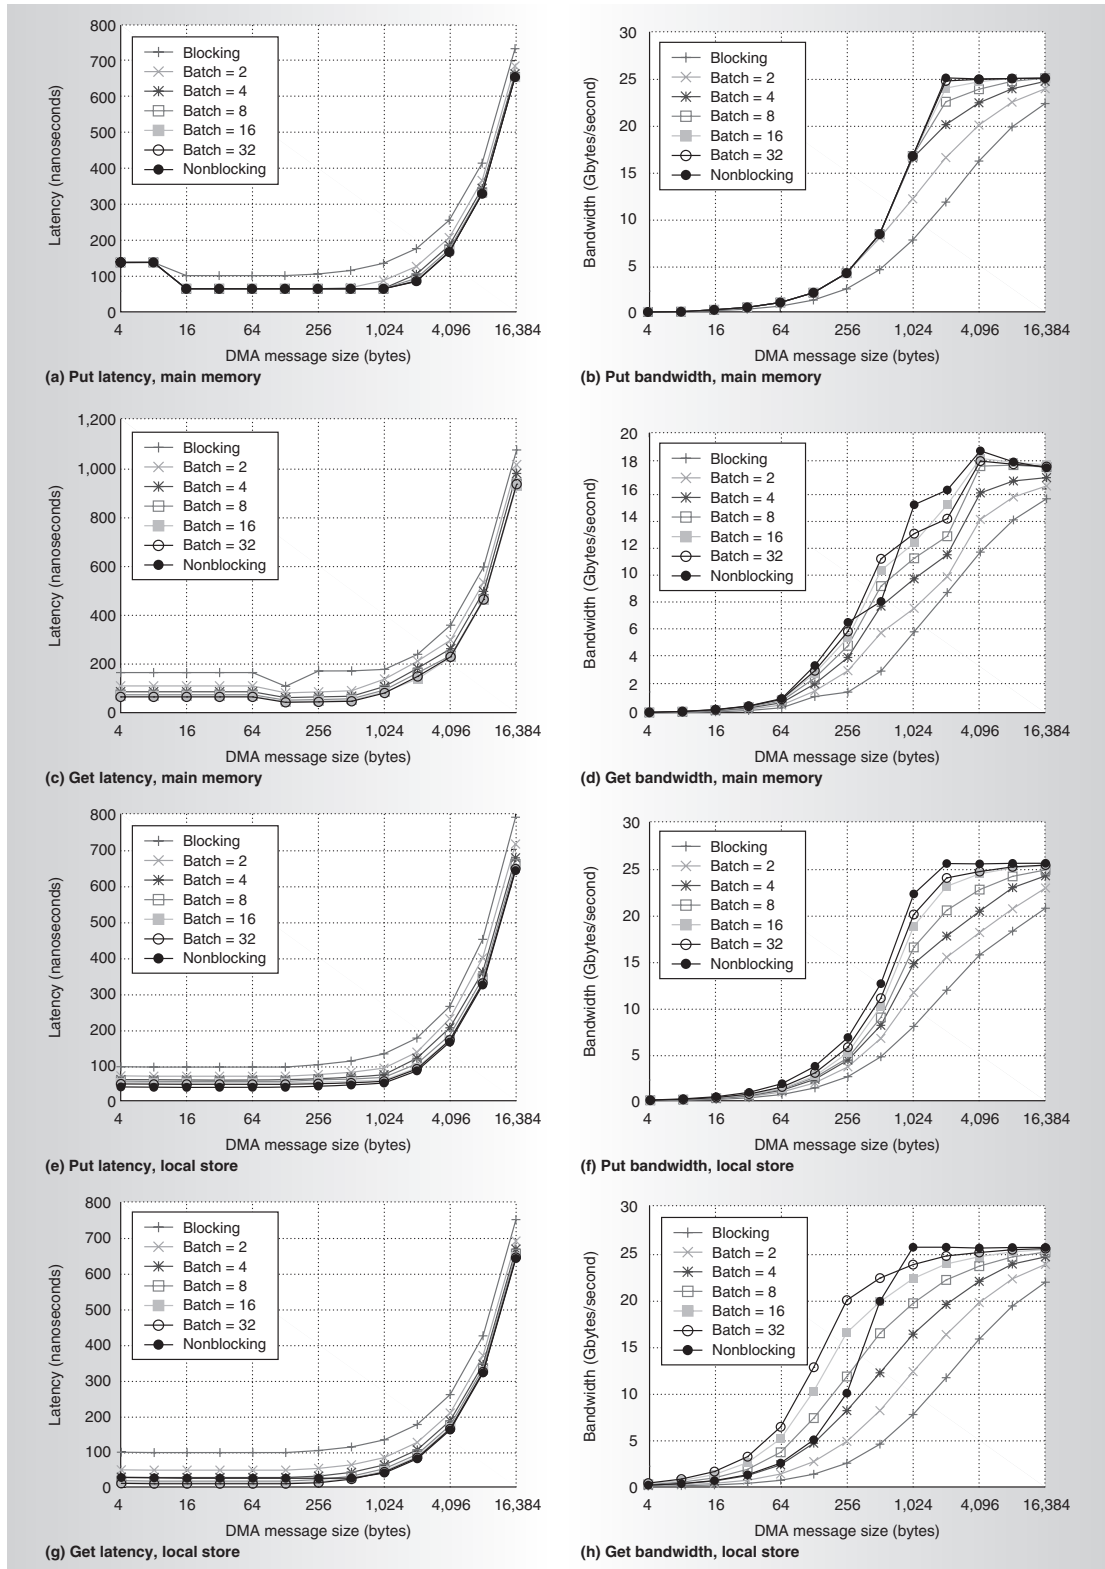 800
700
600
500
400
300
200
100
0
Latency (nanoseconds)
Blocking
Batch = 2
Batch = 4
Batch = 8
Batch = 16
Batch = 32
Nonblocking
4 16 64 256 1,024 4,096 16,384
DMA message size (bytes)
(a) Put latency, main memory
30
25
20
15
10
5
0
Bandwidth (Gbytes/second)
Blocking
Batch = 2
Batch = 4
Batch = 8
Batch = 16
Batch = 32
Nonblocking
4 16 64 256 1,024 4,096 16,384
DMA message size (bytes)
(b) Put bandwidth, main memory
1,200
1,000
800
600
400
200
0
Latency (nanoseconds)
Blocking
Batch = 2
Batch = 4
Batch = 8
Batch = 16
Batch = 32
Nonblocking
4 16 64 256 1,024 4,096 16,384
DMA message size (bytes)
(c) Get latency, main memory
20
18
16
14
12
10
8
6
4
2
0
Bandwidth (Gbytes/second)
Blocking
Batch = 2
Batch = 4
Batch = 8
Batch = 16
Batch = 32
Nonblocking
4 16 64 256 1,024 4,096 16,384
DMA message size (bytes)
(d) Get bandwidth, main memory
800
700
600
500
400
300
200
100
0
Latency (nanoseconds)
Blocking
Batch = 2
Batch = 4
Batch = 8
Batch = 16
Batch = 32
Nonblocking
4 16 64 256 1,024 4,096 16,384
DMA message size (bytes)
(e) Put latency, local store
30
25
20
15
10
5
0
Bandwidth (Gbytes/second)
Blocking
Batch = 2
Batch = 4
Batch = 8
Batch = 16
Batch = 32
Nonblocking
4 16 64 256 1,024 4,096 16,384
DMA message size (bytes)
(f) Put bandwidth, local store
800
700
600
500
400
300
200
100
0
Latency (nanoseconds)
Blocking
Batch = 2
Batch = 4
Batch = 8
Batch = 16
Batch = 32
Nonblocking
4 16 64 256 1,024 4,096 16,384
DMA message size (bytes)
(g) Get latency, local store
30
25
20
15
10
5
0
Bandwidth (Gbytes/second)
Blocking
Batch = 2
Batch = 4
Batch = 8
Batch = 16
Batch = 32
Nonblocking
4 16 64 256 1,024 4,096 16,384
DMA message size (bytes)
(h) Get bandwidth, local store